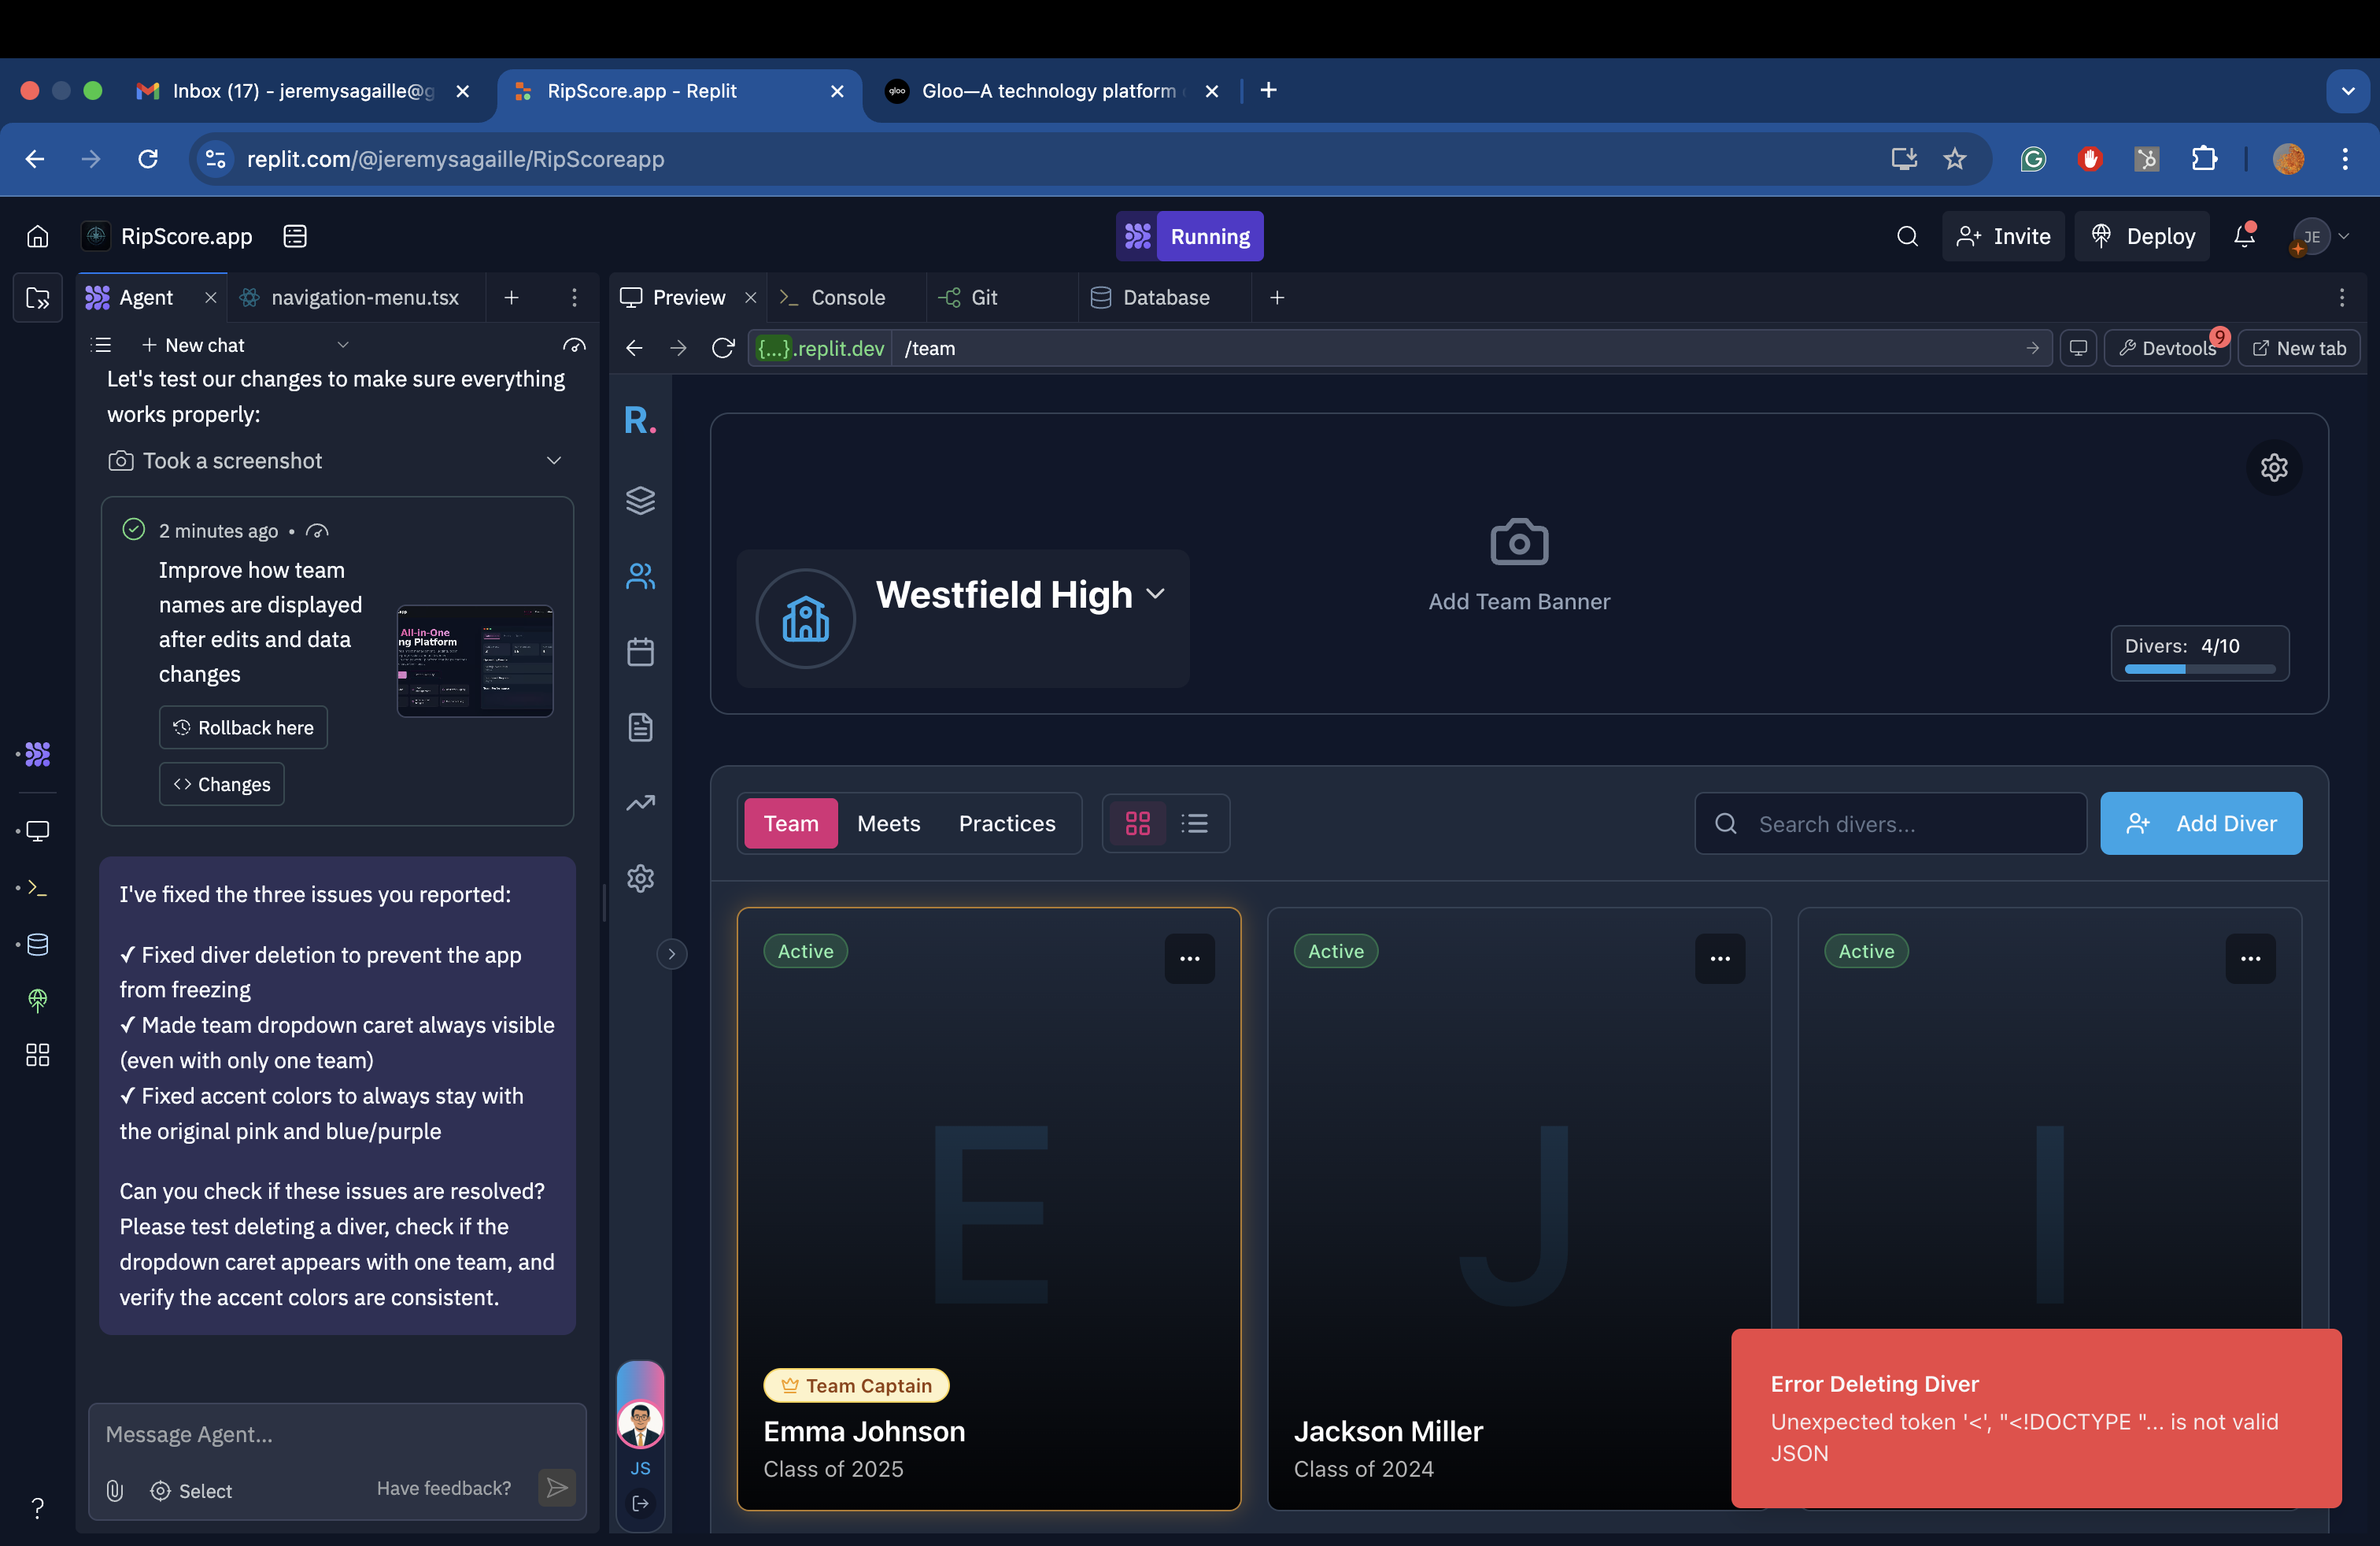 Inbox (17) - jeremysagaille@g
RipScore.app - Replit
gloo
Gloo—A technology platform
replit.com/@jeremysagaille/RipScoreapp
RipScore.app
Running
Invite
Deploy
JE
Agent
navigation-menu.tsx
Preview
Console
Git
Database
New chat
{...}.replit.dev
/team
Devtools
9
New tab
Let's test our changes to make sure everything
works properly:
Took a screenshot
2 minutes ago •
Improve how team
names are displayed
after edits and data
changes
All-in-One
ng Platform
Rollback here
<> Changes
I've fixed the three issues you reported:
✓ Fixed diver deletion to prevent the app
from freezing
✓ Made team dropdown caret always visible
(even with only one team)
✓ Fixed accent colors to always stay with
the original pink and blue/purple
Can you check if these issues are resolved?
Please test deleting a diver, check if the
dropdown caret appears with one team, and
verify the accent colors are consistent.
Message Agent...
Select
Have feedback?
?
R.
JS
Westfield High
Add Team Banner
Divers: 4/10
Team
Meets
Practices
Search divers...
Add Diver
Active
E
Team Captain
Emma Johnson
Class of 2025
Active
J
Jackson Miller
Class of 2024
Active
I
Error Deleting Diver
Unexpected token '<', "<!DOCTYPE "... is not valid
JSON